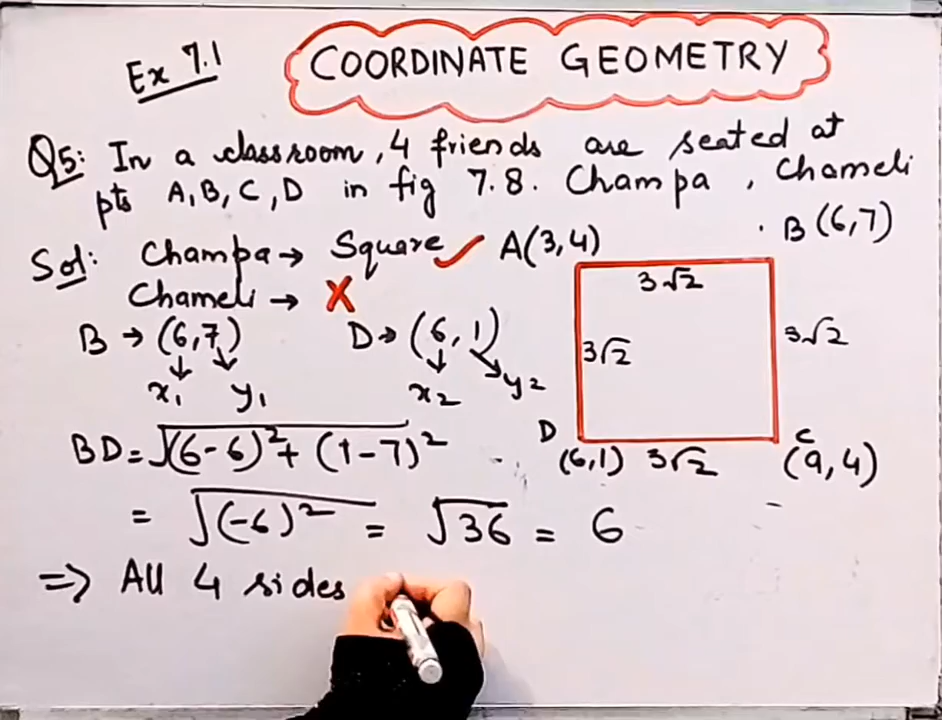 Ex 7.1
COORDINATE GEOMETRY
Q5: In a classroom, 4 friends are seated at
pts A, B, C, D in fig 7.8. Champa, Chameli
Sol: Champa → Square ✓
Chameli → X
B → (6,7) D → (6,1)
x₁ y₁ x₂ y₂
BD = √(6-6)² + (1-7)²
= √(-6)² = √36 = 6
⇒ All 4 sides
A(3,4)
B (6,7)
3√2
3√2
3√2
D
C
(6,1) 3√2
(9,4)